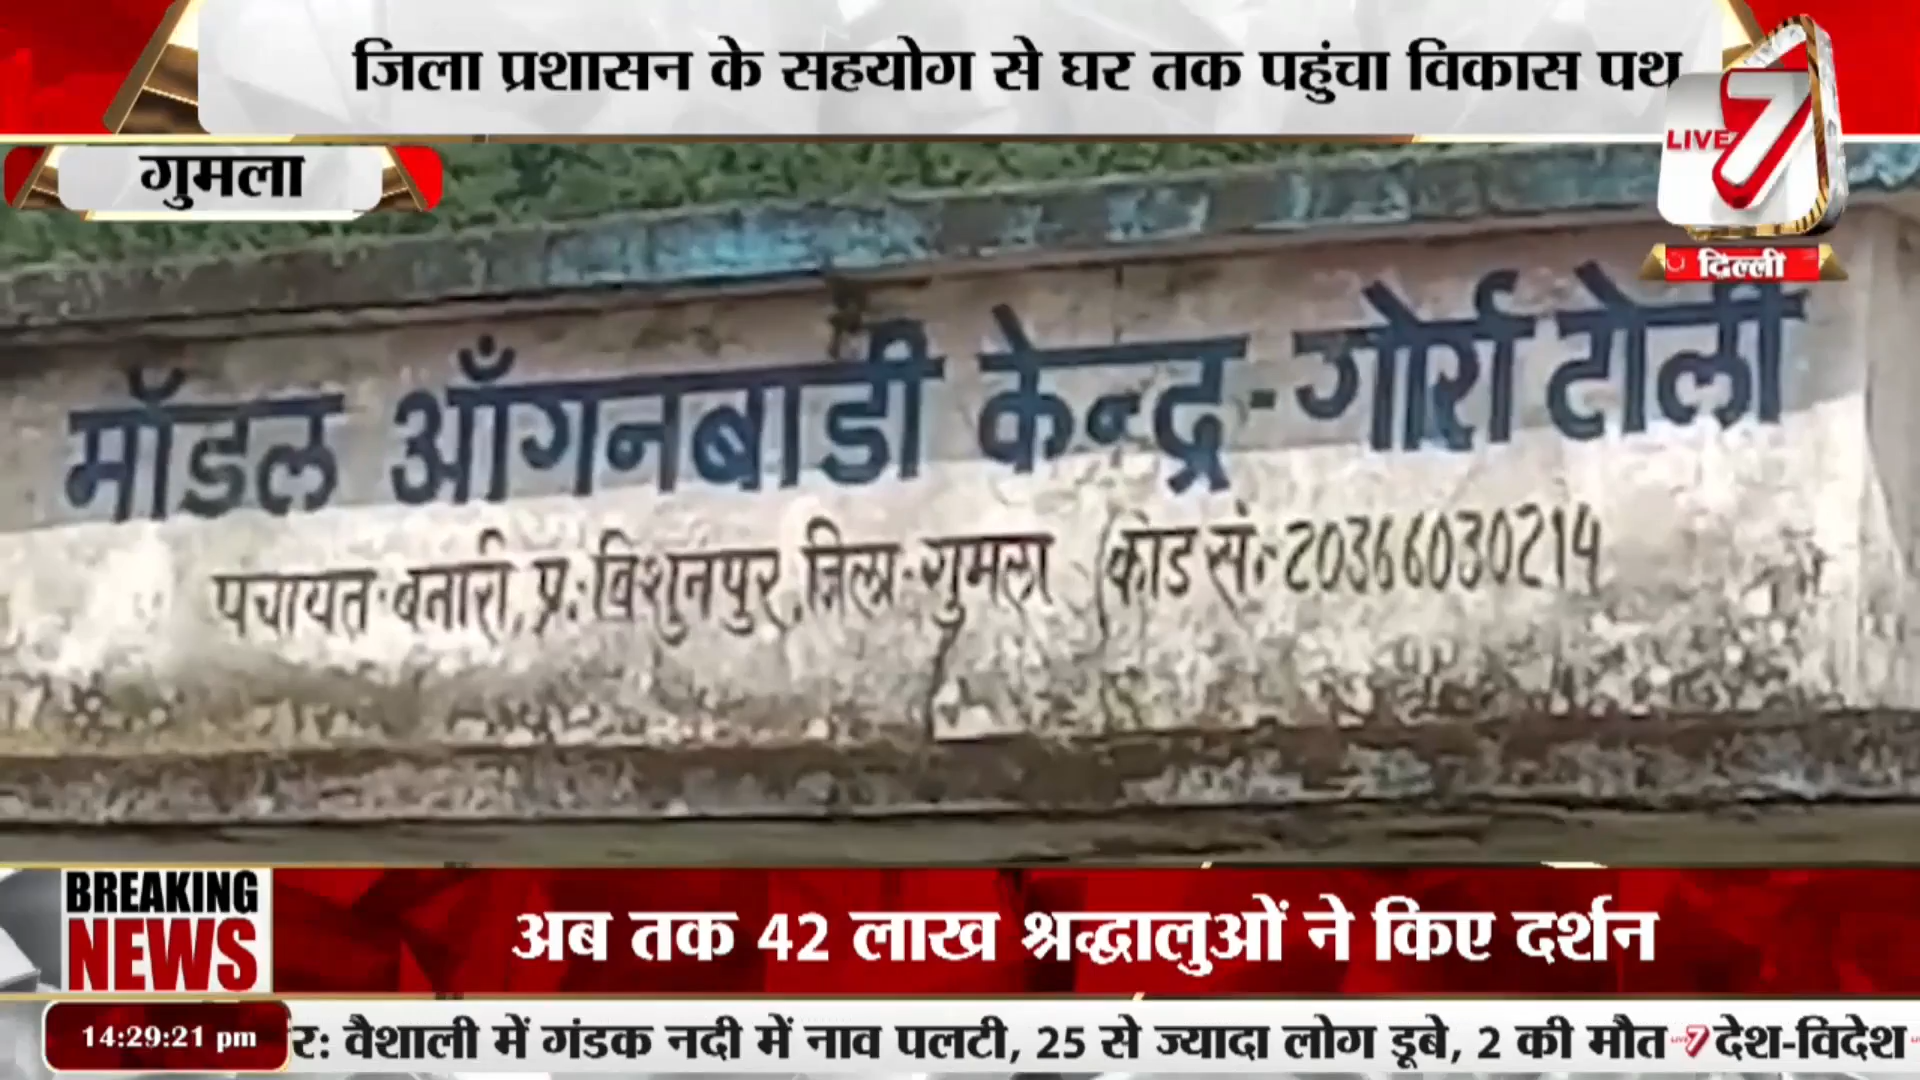 जिला प्रशासन के सहयोग से घर तक पहुंचा विकास पथ
LIVE 7
गुमला
दिल्ली
मॉडल आँगनबाडी केन्द्र-गोर्रा टोली
पचायत-बनारी, प्र.:बिशुनपुर, जिला-गुमला (कोड सं:-20366030214
BREAKING
NEWS
अब तक 42 लाख श्रद्धालुओं ने किए दर्शन
14:29:21 pm
र: वैशाली में गंडक नदी में नाव पलटी, 25 से ज्यादा लोग डूबे, 2 की मौत 7 देश-विदेश